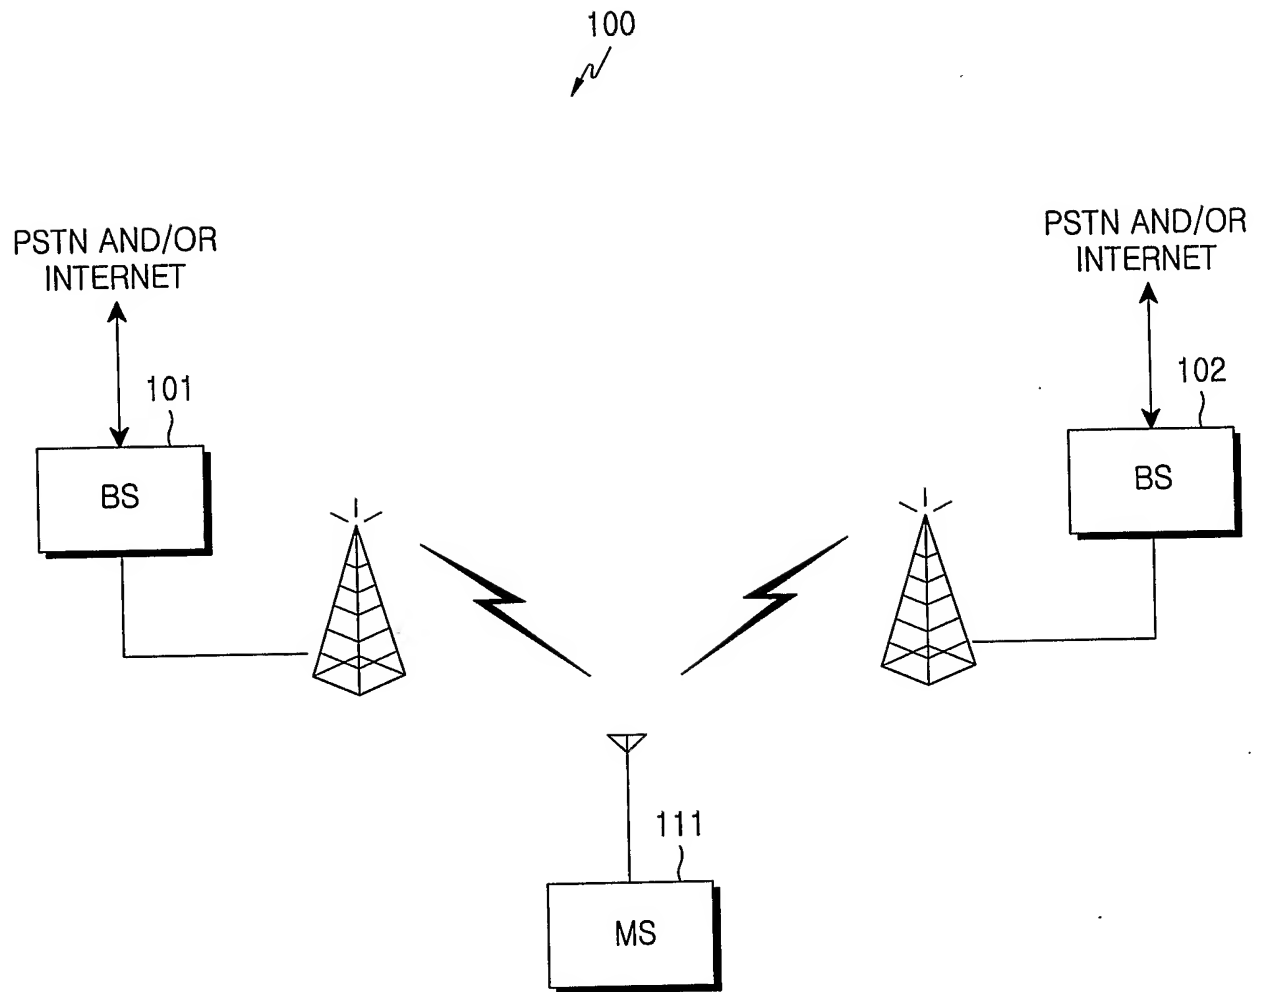 100
PSTN AND/OR
INTERNET
PSTN AND/OR
INTERNET
101
102
BS
BS
111
MS